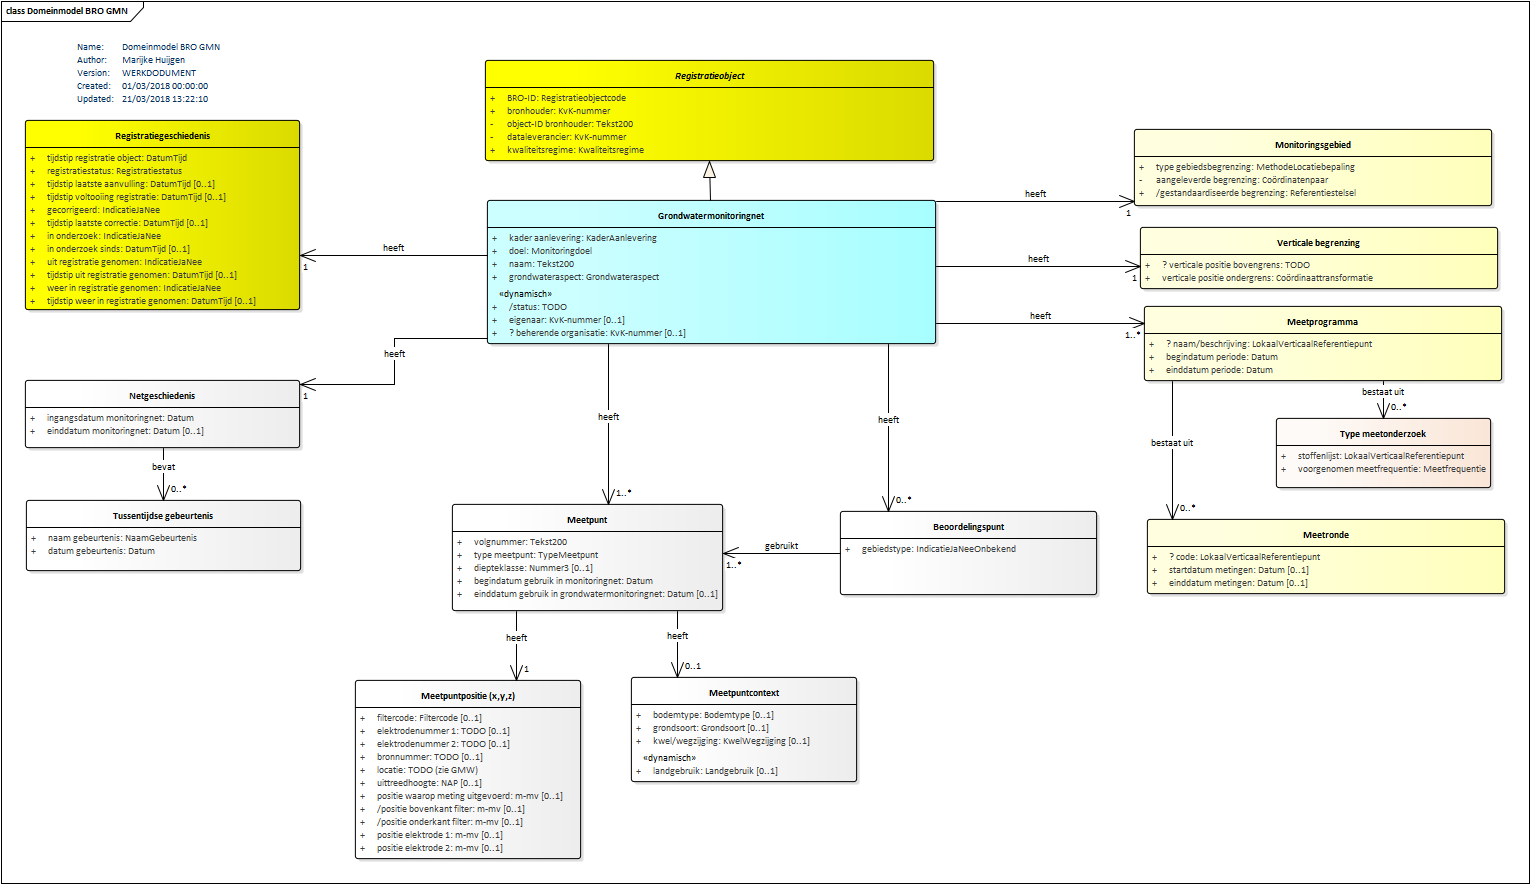 class Domeinmodel BRO GMN
Name: Domeinmodel BRO GMN
Author: Marijke Huijgen
Version: WERKDODUMENT
Created: 01/03/2018 00:00:00
Updated: 21/03/2018 13:22:10
Registratieobject
+ BRO-ID: Registratieobjectcode
+ bronhouder: KvK-nummer
- object-ID bronhouder: Tekst200
- dataleverancier: KvK-nummer
+ kwaliteitsregime: Kwaliteitsregime
Registratiegeschiedenis
+ tijdstip registratie object: DatumTijd
+ registratiestatus: Registratiestatus
+ tijdstip laatste aanvulling: DatumTijd [0..1]
+ tijdstip voltooiing registratie: DatumTijd [0..1]
+ gecorrigeerd: IndicatieJaNee
+ tijdstip laatste correctie: DatumTijd [0..1]
+ in onderzoek: IndicatieJaNee
+ in onderzoek sinds: DatumTijd [0..1]
+ uit registratie genomen: IndicatieJaNee
+ tijdstip uit registratie genomen: DatumTijd [0..1]
+ weer in registratie genomen: IndicatieJaNee
+ tijdstip weer in registratie genomen: DatumTijd [0..1]
heeft
1
Grondwatermonitoringnet
+ kader aanlevering: KaderAanlevering
+ doel: Monitoringdoel
+ naam: Tekst200
+ grondwateraspect: Grondwateraspect
«dynamisch»
+ /status: TODO
+ eigenaar: KvK-nummer [0..1]
+ ? beherende organisatie: KvK-nummer [0..1]
heeft
1
Monitoringsgebied
+ type gebiedsbegrenzing: MethodeLocatiebepaling
- aangeleverde begrenzing: Coördinatenpaar
+ /gestandaardiseerde begrenzing: Referentiestelsel
heeft
1
Verticale begrenzing
+ ? verticale positie bovengrens: TODO
+ verticale positie ondergrens: Coördinaattransformatie
heeft
1..*
Meetprogramma
+ ? naam/beschrijving: LokaalVerticaalReferentiepunt
+ begindatum periode: Datum
+ einddatum periode: Datum
heeft
1
Netgeschiedenis
+ ingangsdatum monitoringnet: Datum
+ einddatum monitoringnet: Datum [0..1]
bevat
0..*
Tussentijdse gebeurtenis
+ naam gebeurtenis: NaamGebeurtenis
+ datum gebeurtenis: Datum
heeft
1..*
heeft
0..*
bestaat uit
0..*
Type meetonderzoek
+ stoffenlijst: LokaalVerticaalReferentiepunt
+ voorgenomen meetfrequentie: Meetfrequentie
bestaat uit
0..*
Meetronde
+ ? code: LokaalVerticaalReferentiepunt
+ startdatum metingen: Datum [0..1]
+ einddatum metingen: Datum [0..1]
Meetpunt
+ volgnummer: Tekst200
+ type meetpunt: TypeMeetpunt
+ diepteklasse: Nummer3 [0..1]
+ begindatum gebruik in monitoringnet: Datum
+ einddatum gebruik in grondwatermonitoringnet: Datum [0..1]
gebruikt
1..*
Beoordelingspunt
+ gebiedstype: IndicatieJaNeeOnbekend
heeft
1
heeft
0..1
Meetpuntpositie (x,y,z)
+ filtercode: Filtercode [0..1]
+ elektrodenummer 1: TODO [0..1]
+ elektrodenummer 2: TODO [0..1]
+ bronnummer: TODO [0..1]
+ locatie: TODO (zie GMW)
+ uittreedhoogte: NAP [0..1]
+ positie waarop meting uitgevoerd: m-mv [0..1]
+ /positie bovenkant filter: m-mv [0..1]
+ /positie onderkant filter: m-mv [0..1]
+ positie elektrode 1: m-mv [0..1]
+ positie elektrode 2: m-mv [0..1]
Meetpuntcontext
+ bodemtype: Bodemtype [0..1]
+ grondsoort: Grondsoort [0..1]
+ kwel/wegzijging: KwelWegzijging [0..1]
«dynamisch»
+ landgebruik: Landgebruik [0..1]